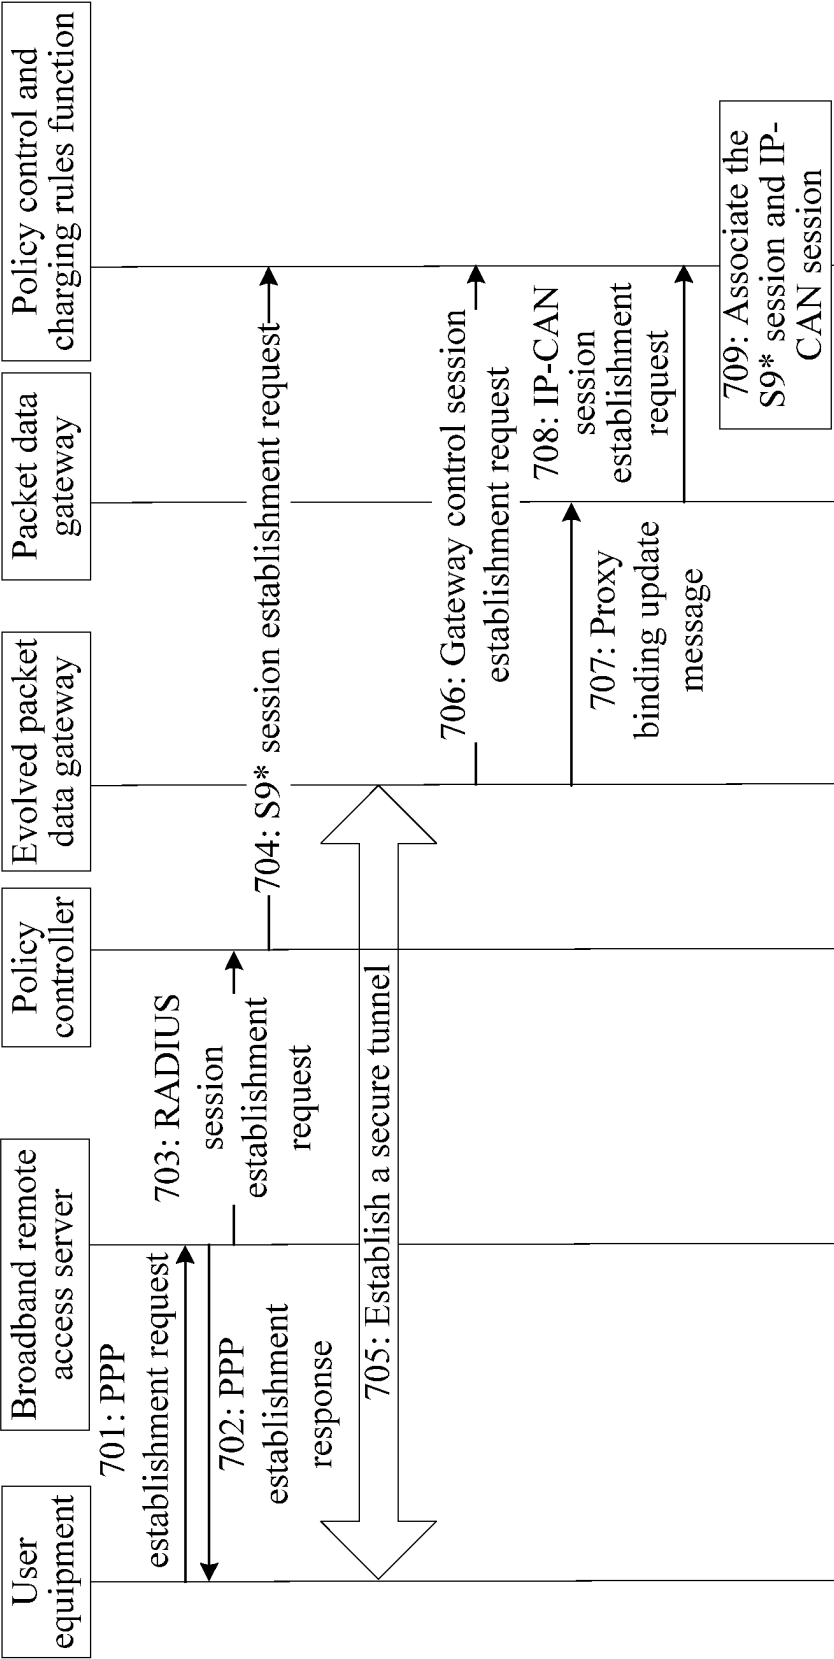 User
equipment
Broadband remote
access server
Policy
controller
Evolved packet
data gateway
Packet data
gateway
Policy control and
charging rules function
701: PPP
establishment request
702: PPP
establishment
response
703: RADIUS
session
establishment
request
704: S9* session establishment request
705: Establish a secure tunnel
706: Gateway control session
establishment request
707: Proxy
binding update
message
708: IP-CAN
session
establishment
request
709: Associate the
S9* session and IP-
CAN session